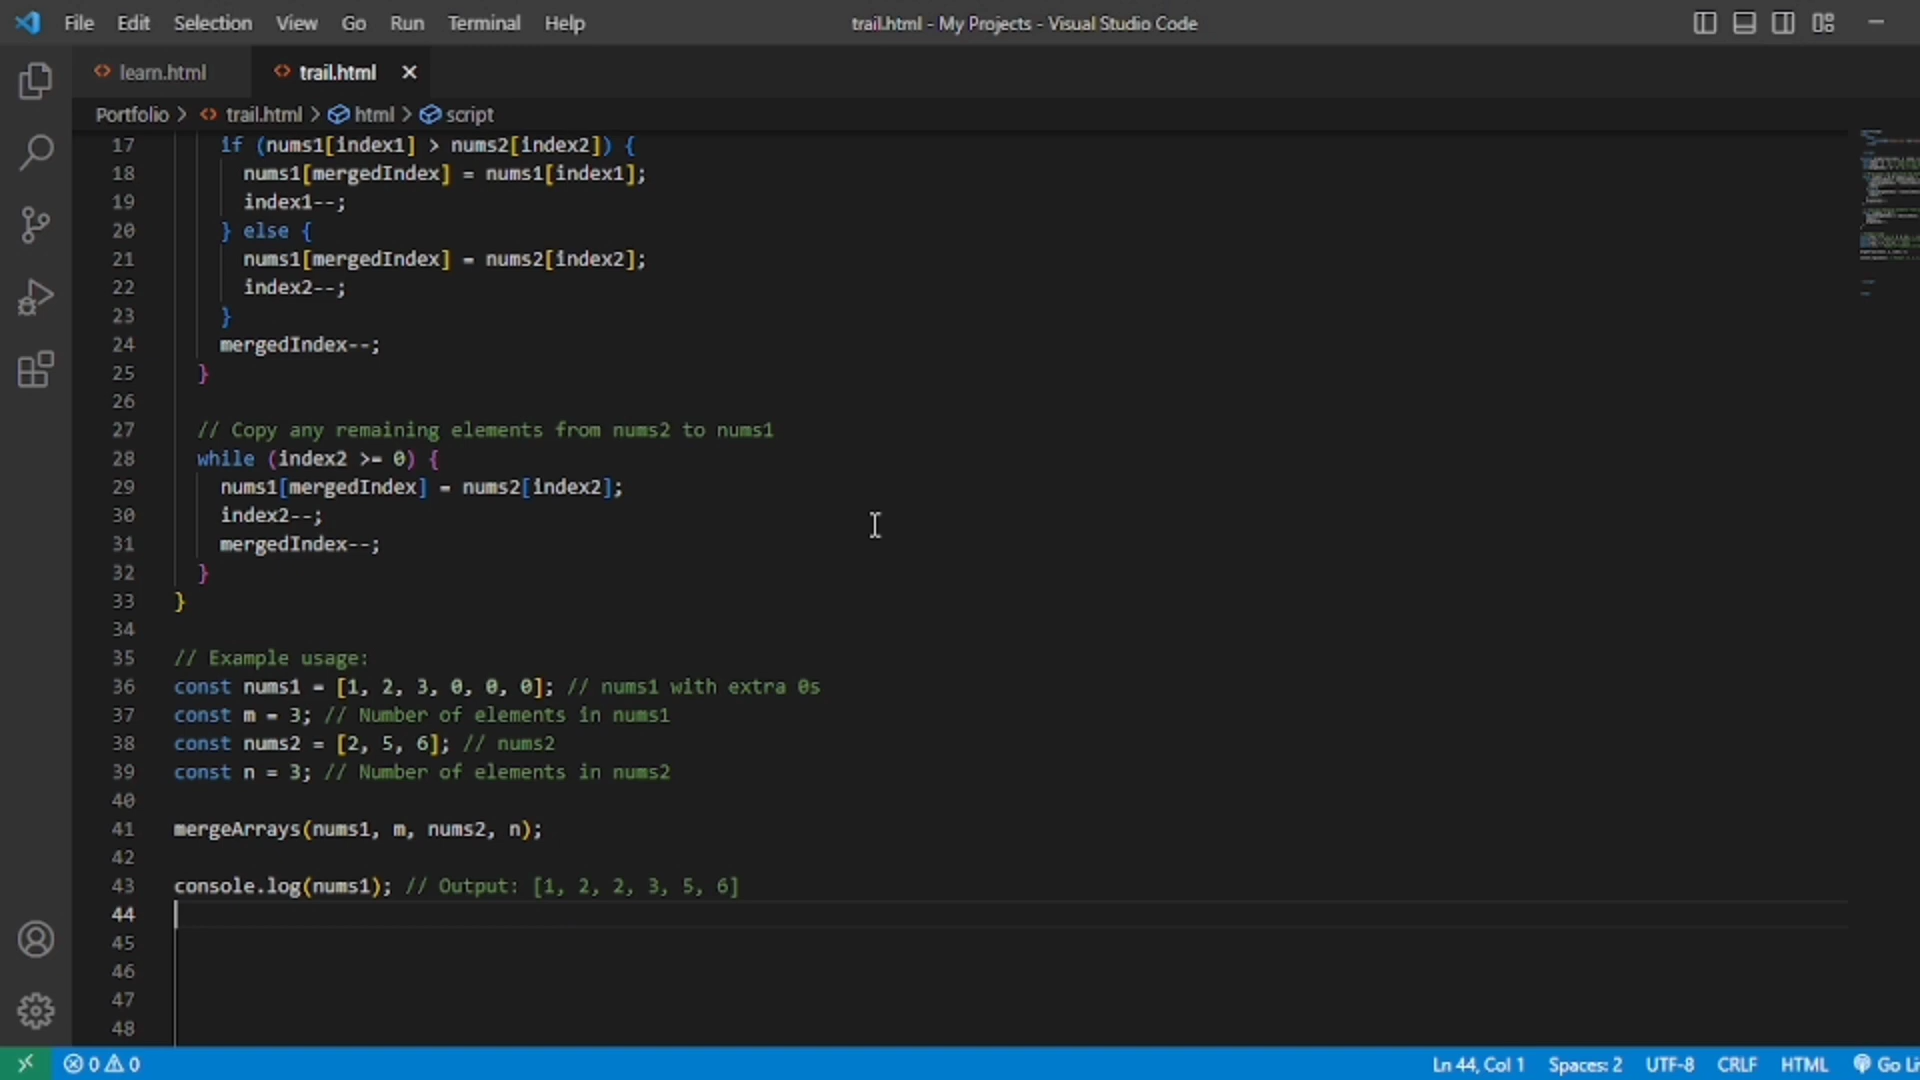 File Edit Selection View Go Run Terminal Help trail.html - My Projects - Visual Studio Code
learn.html trail.html
Portfolio > trail.html > html > script
17 if (nums1[index1] > nums2[index2]) {
18 nums1[mergedIndex] = nums1[index1];
19 index1--;
20 } else {
21 nums1[mergedIndex] = nums2[index2];
22 index2--;
23 }
24 mergedIndex--;
25 }
26
27 // Copy any remaining elements from nums2 to nums1
28 while (index2 >= 0) {
29 nums1[mergedIndex] = nums2[index2];
30 index2--;
31 mergedIndex--;
32 }
33 }
34
35 // Example usage:
36 const nums1 = [1, 2, 3, 0, 0, 0]; // nums1 with extra 0s
37 const m = 3; // Number of elements in nums1
38 const nums2 = [2, 5, 6]; // nums2
39 const n = 3; // Number of elements in nums2
40
41 mergeArrays(nums1, m, nums2, n);
42
43 console.log(nums1); // Output: [1, 2, 2, 3, 5, 6]
44
45
46
47
48
0 0 Ln 44, Col 1 Spaces: 2 UTF-8 CRLF HTML Go Li